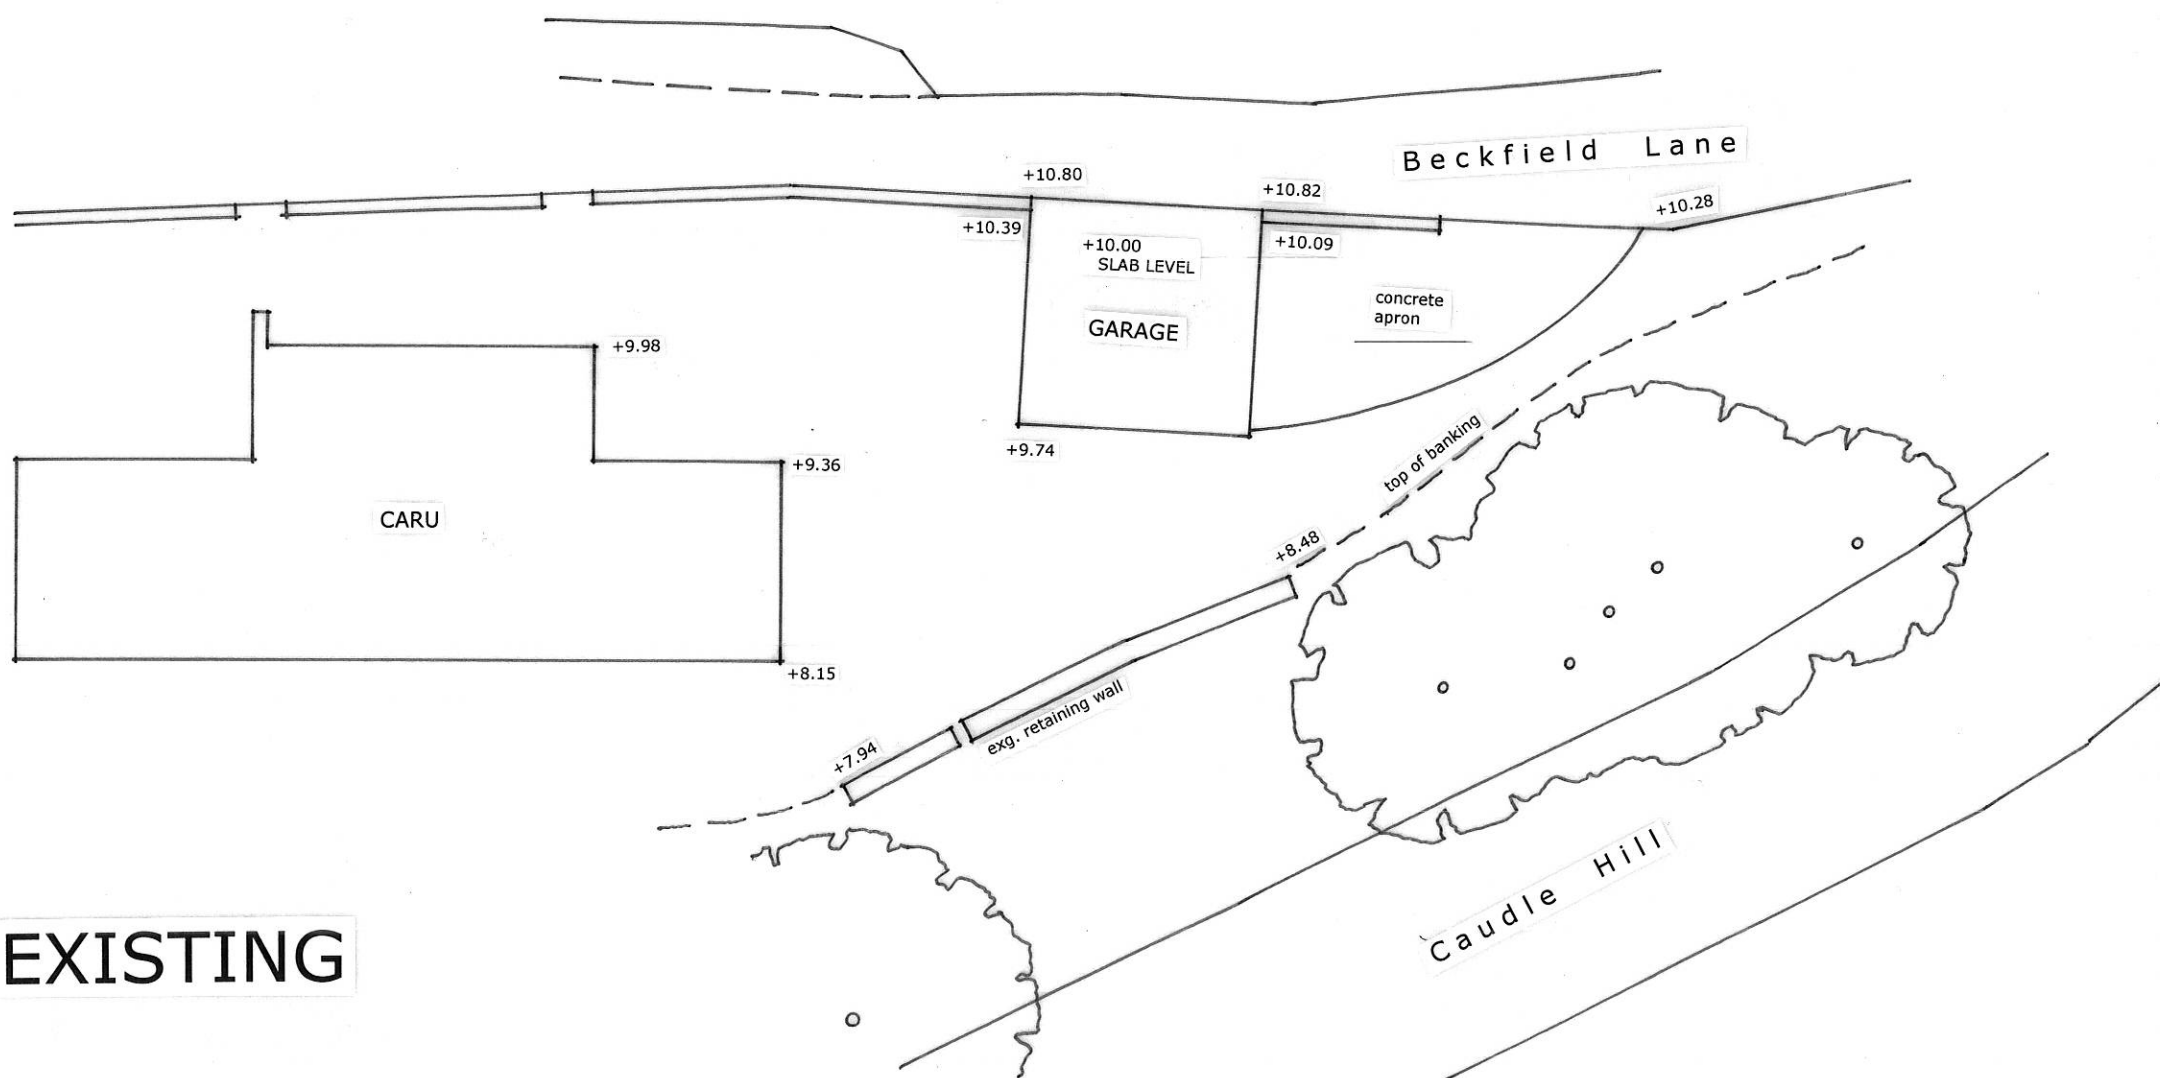 Beckfield Lane
+10.80
+10.82
+10.28
+10.39
+10.00
SLAB LEVEL
+10.09
concrete
apron
GARAGE
+9.98
+9.74
+9.36
top of banking
CARU
+8.48
+8.15
exg. retaining wall
+7.94
Caudle Hill
EXISTING